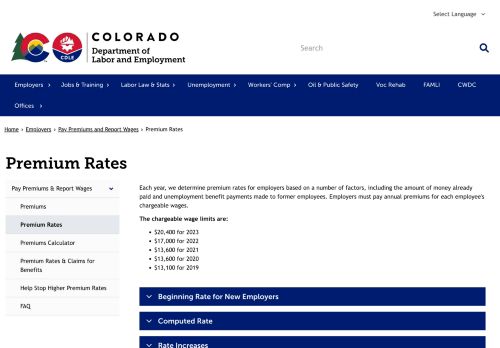 Select Language
COLORADO
Department of
Labor and Employment
CDLE
Search
Employers
Jobs & Training
Labor Law & Stats
Unemployment
Workers' Comp
Oil & Public Safety
Voc Rehab
FAMLI
CWDC
Offices
Home › Employers › Pay Premiums and Report Wages › Premium Rates
Premium Rates
Pay Premiums & Report Wages
Premiums
Premium Rates
Premiums Calculator
Premium Rates & Claims for
Benefits
Help Stop Higher Premium Rates
FAQ
Each year, we determine premium rates for employers based on a number of factors, including the amount of money already
paid and unemployment benefit payments made to former employees. Employers must pay annual premiums for each employee's
chargeable wages.
The chargeable wage limits are:
• $20,400 for 2023
• $17,000 for 2022
• $13,600 for 2021
• $13,600 for 2020
• $13,100 for 2019
Beginning Rate for New Employers
Computed Rate
Rate Increases